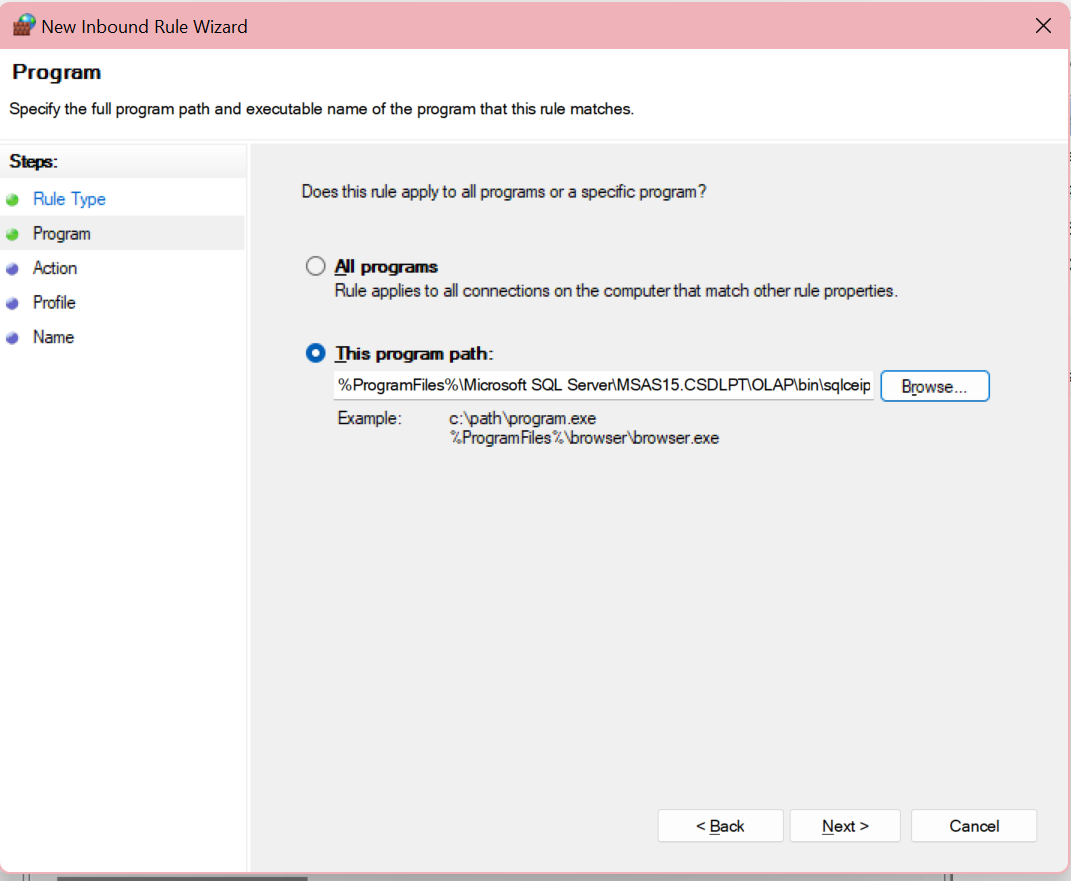 New Inbound Rule Wizard
Program
Specify the full program path and executable name of the program that this rule matches.
Steps:
Rule Type
Program
Action
Profile
Name
Does this rule apply to all programs or a specific program?
All programs
Rule applies to all connections on the computer that match other rule properties.
This program path:
%ProgramFiles%\Microsoft SQL Server\MSAS15.CSDLPT\OLAP\bin\sqlceip
Browse...
Example: c:\path\program.exe
%ProgramFiles%\browser\browser.exe
< Back Next > Cancel